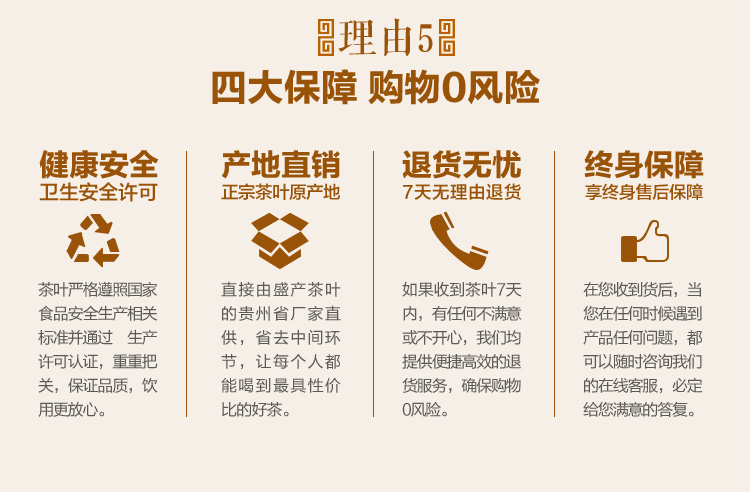 理由5
四大保障 购物0风险
健康安全
卫生安全许可
茶叶严格遵照国家
食品安全生产相关
标准并通过 生产
许可认证，重重把
关，保证品质，饮
用更放心。
产地直销
正宗茶叶原产地
直接由盛产茶叶
的贵州省厂家直
供，省去中间环
节，让每个人都
能喝到最具性价
比的好茶。
退货无忧
7天无理由退货
如果收到茶叶7天
内，有任何不满意
或不开心，我们均
提供便捷高效的退
货服务，确保购物
0风险。
终身保障
享终身售后保障
在您收到货后，当
您在任何时候遇到
产品任何问题，都
可以随时咨询我们
的在线客服，必定
给您满意的答复。